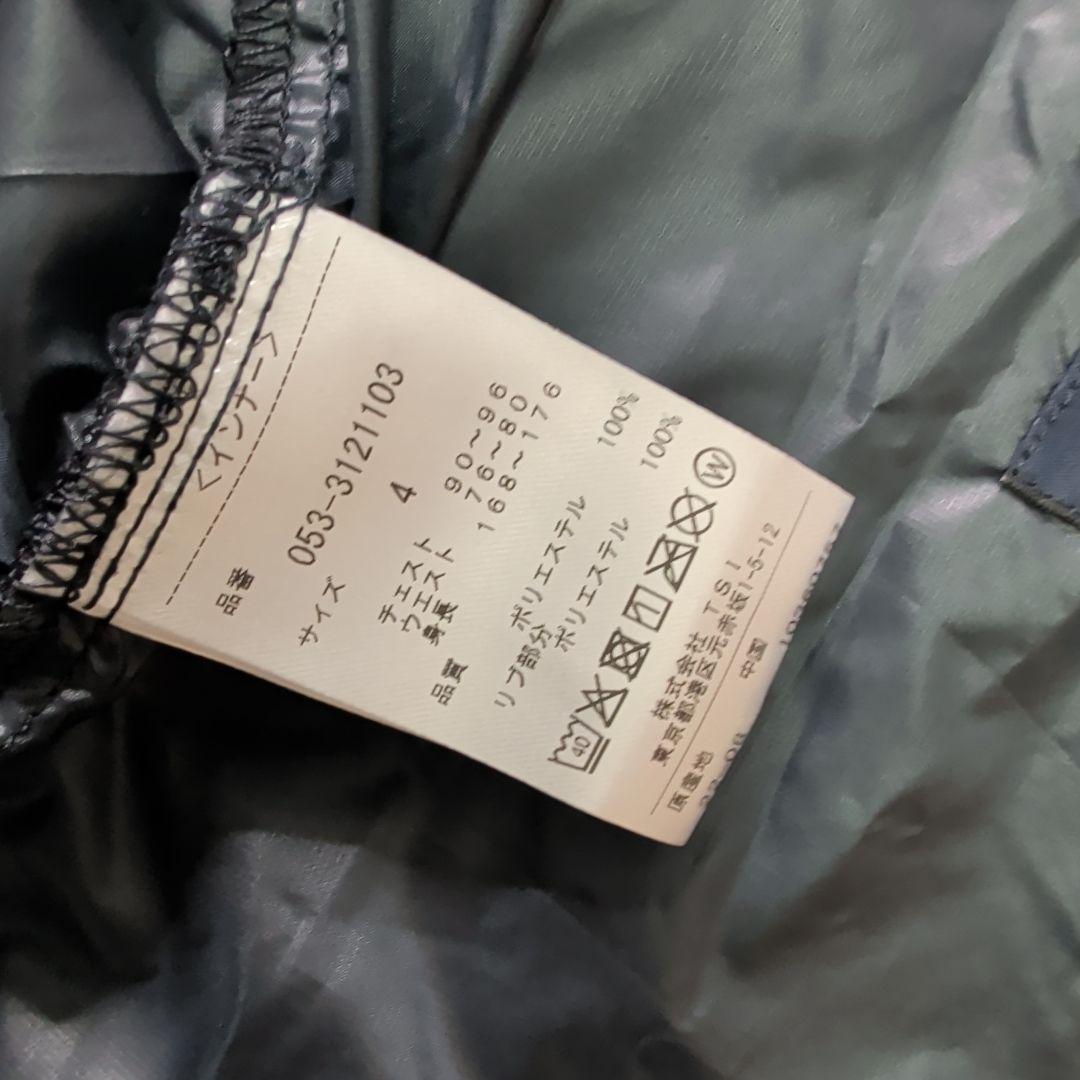 <インナー>
品番 053-3121103
サイズ 4
チェスト 90~96
ウエスト 76~80
身長 168~176
品質
ポリエステル 100%
リブ部分 ポリエステル 100%
40 W
株式会社 TSI
東京都港区元赤坂1-5-12
原産地 中国